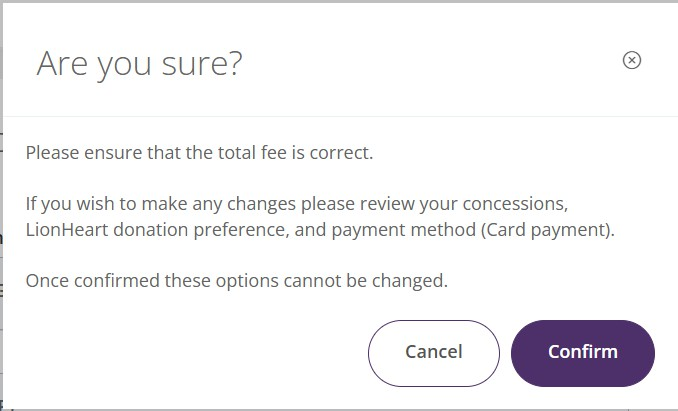 Are you sure?
Please ensure that the total fee is correct.
If you wish to make any changes please review your concessions,
LionHeart donation preference, and payment method (Card payment).
Once confirmed these options cannot be changed.
Cancel
Confirm